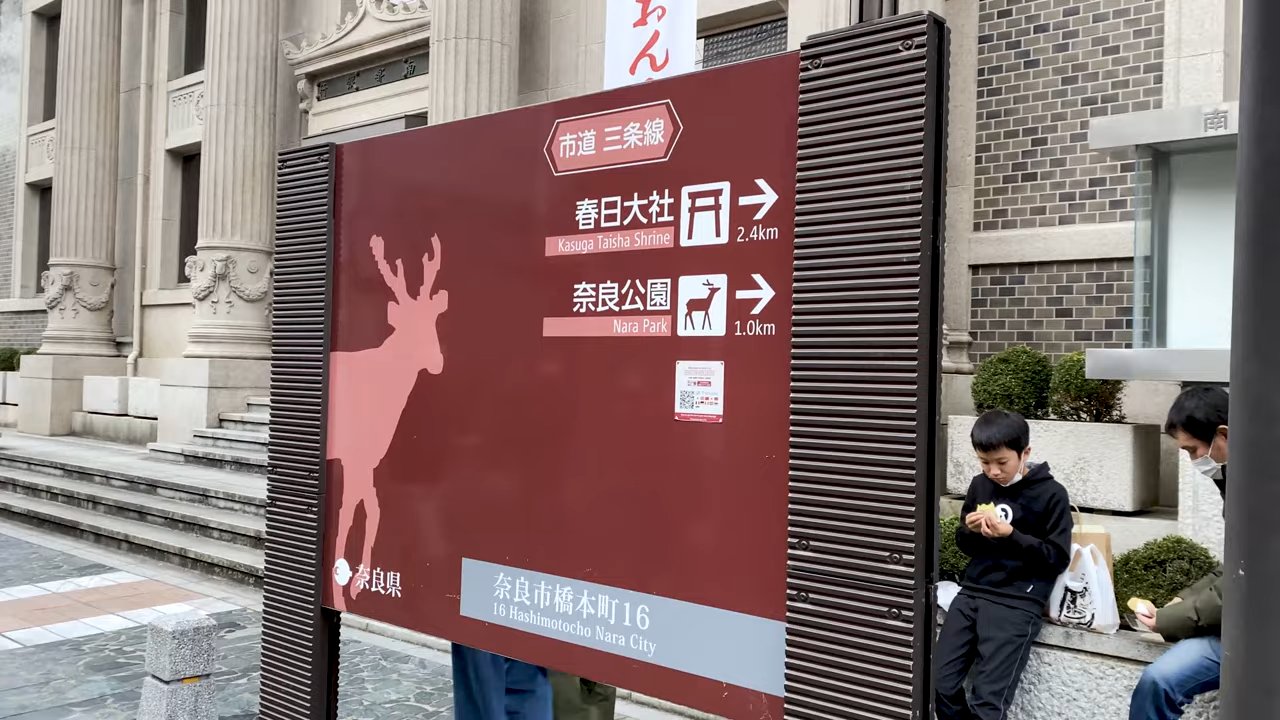 おん
市道 三条線
春日大社
Kasuga Taisha Shrine
2.4km
奈良公園
Nara Park
1.0km
奈良県
奈良市橋本町16
16 Hashimotocho Nara City
南